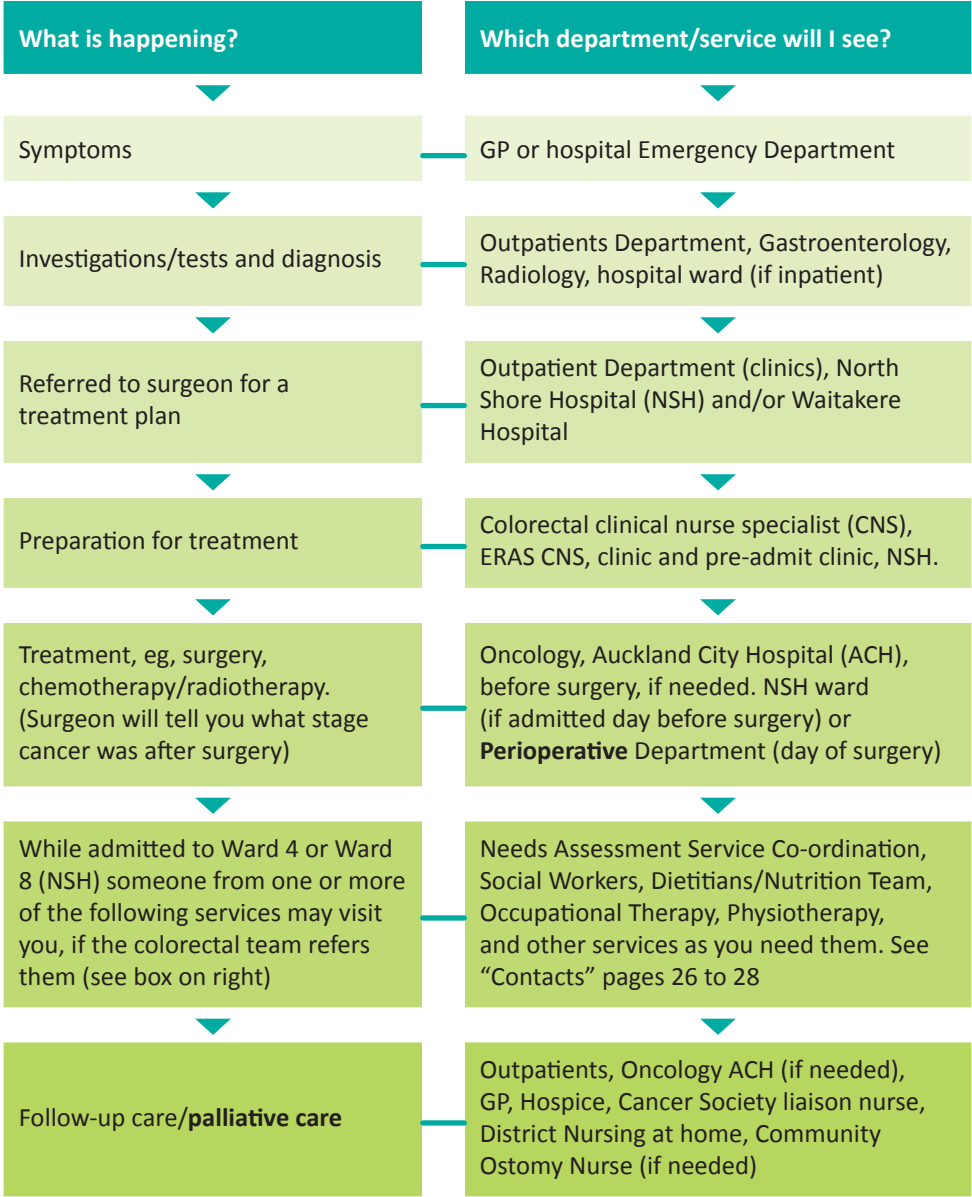 What is happening?
Which department/service will I see?
Symptoms
GP or hospital Emergency Department
Investigations/tests and diagnosis
Outpatients Department, Gastroenterology,
Radiology, hospital ward (if inpatient)
Referred to surgeon for a
treatment plan
Outpatient Department (clinics), North
Shore Hospital (NSH) and/or Waitakere
Hospital
Preparation for treatment
Colorectal clinical nurse specialist (CNS),
ERAS CNS, clinic and pre-admit clinic, NSH.
Treatment, eg, surgery,
chemotherapy/radiotherapy.
(Surgeon will tell you what stage
cancer was after surgery)
Oncology, Auckland City Hospital (ACH),
before surgery, if needed. NSH ward
(if admitted day before surgery) or
Perioperative Department (day of surgery)
While admitted to Ward 4 or Ward
8 (NSH) someone from one or more
of the following services may visit
you, if the colorectal team refers
them (see box on right)
Needs Assessment Service Co-ordination,
Social Workers, Dietitians/Nutrition Team,
Occupational Therapy, Physiotherapy,
and other services as you need them. See
“Contacts” pages 26 to 28
Follow-up care/palliative care
Outpatients, Oncology ACH (if needed),
GP, Hospice, Cancer Society liaison nurse,
District Nursing at home, Community
Ostomy Nurse (if needed)